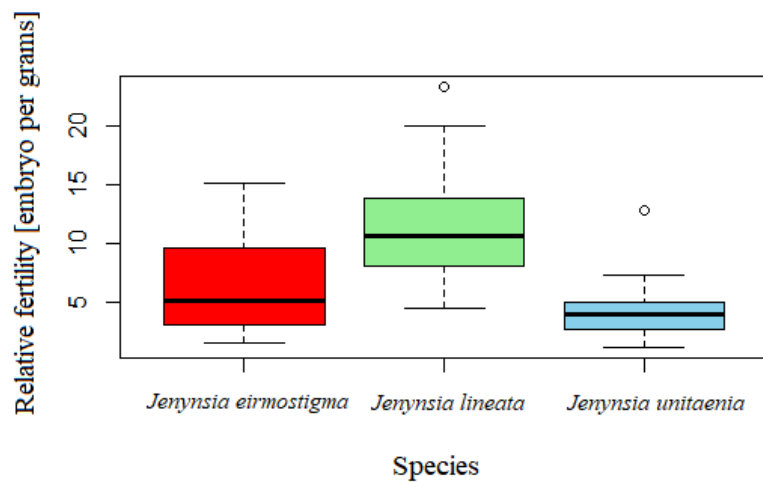 Relative fertility [embryo per grams]
20
15
10
5
Jenynsia eirmostigma Jenynsia lineata Jenynsia unitaenia
Species